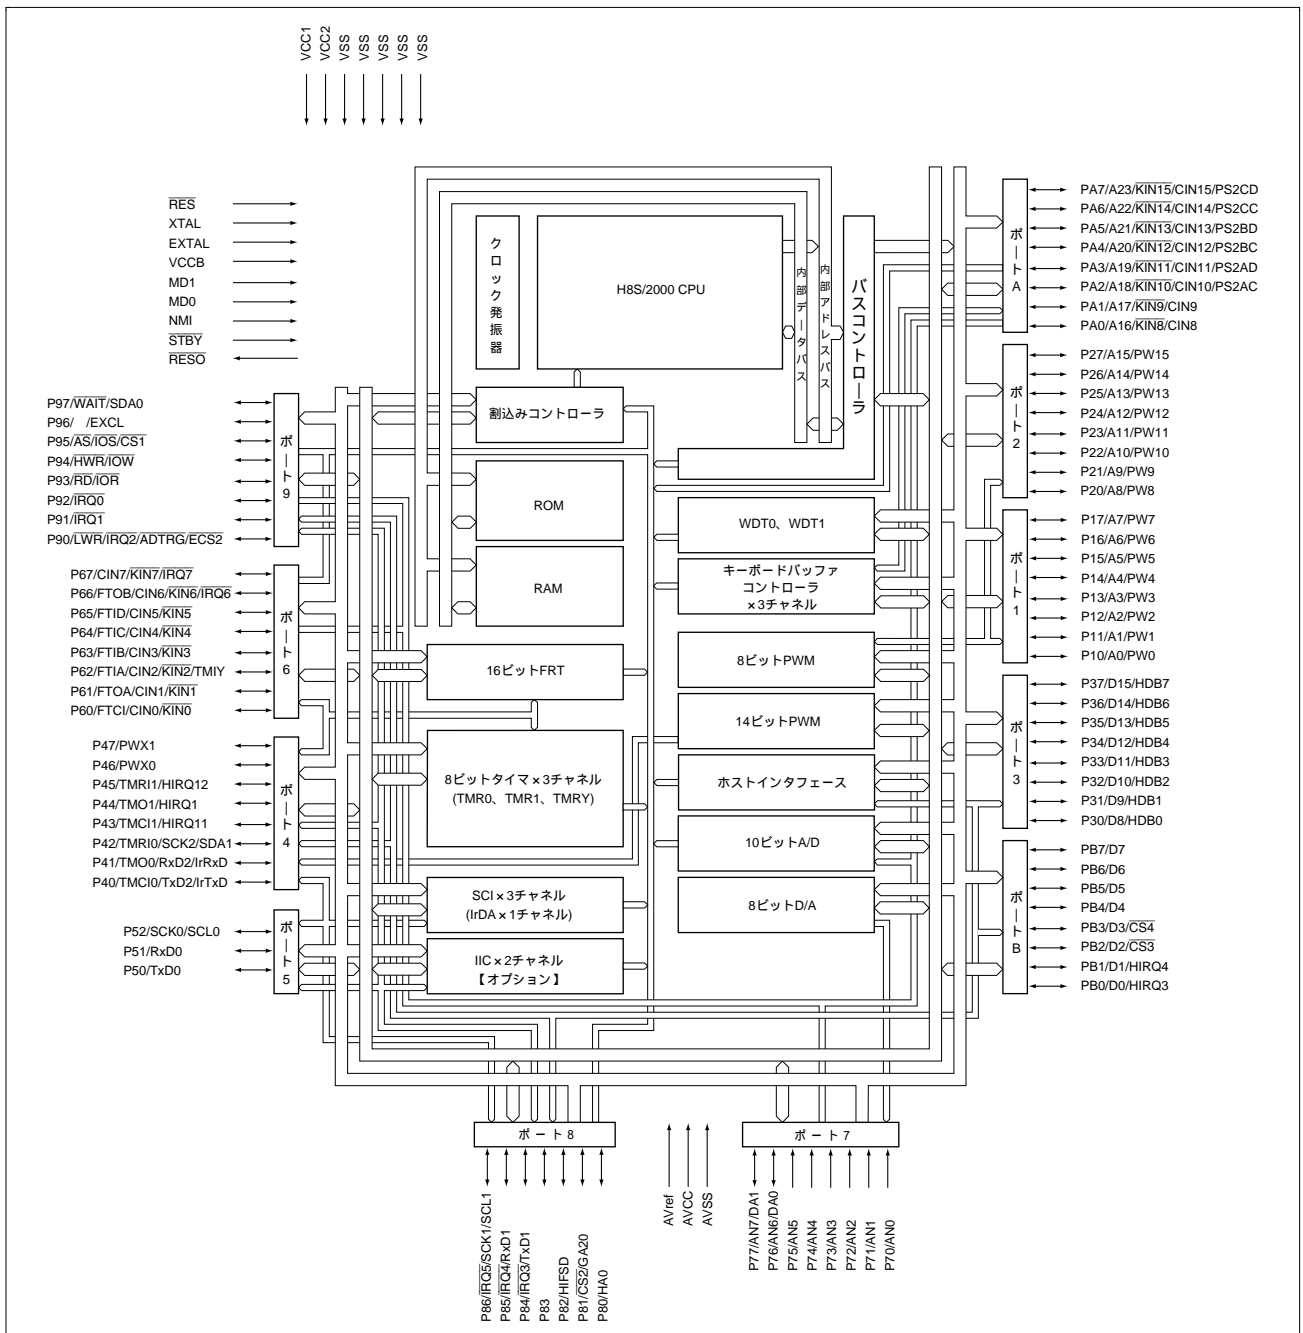 VCC1
VCC2
VSS
VSS
VSS
VSS
VSS
RES
XTAL
EXTAL
VCCB
MD1
MD0
NMI
STBY
RESO
クロック発振器
H8S/2000 CPU
内部データバス
内部アドレスバス
バスコントローラ
割込みコントローラ
ROM
RAM
WDT0、WDT1
キーボードバッファ
コントローラ
×3チャネル
16ビットFRT
8ビットPWM
14ビットPWM
8ビットタイマ×3チャネル
(TMR0、TMR1、TMRY)
ホストインタフェース
10ビットA/D
SCI×3チャネル
(IrDA×1チャネル)
8ビットD/A
IIC×2チャネル
【オプション】
P97/WAIT/SDA0
P96/ /EXCL
P95/AS/IOS/CS1
P94/HWR/IOW
P93/RD/IOR
P92/IRQ0
P91/IRQ1
P90/LWR/IRQ2/ADTRG/ECS2
ポート9
P67/CIN7/KIN7/IRQ7
P66/FTOB/CIN6/KIN6/IRQ6
P65/FTID/CIN5/KIN5
P64/FTIC/CIN4/KIN4
P63/FTIB/CIN3/KIN3
P62/FTIA/CIN2/KIN2/TMIY
P61/FTOA/CIN1/KIN1
P60/FTCI/CIN0/KIN0
ポート6
P47/PWX1
P46/PWX0
P45/TMRI1/HIRQ12
P44/TMO1/HIRQ1
P43/TMCI1/HIRQ11
P42/TMRI0/SCK2/SDA1
P41/TMO0/RxD2/IrRxD
P40/TMCI0/TxD2/IrTxD
ポート4
P52/SCK0/SCL0
P51/RxD0
P50/TxD0
ポート5
ポートA
PA7/A23/KIN15/CIN15/PS2CD
PA6/A22/KIN14/CIN14/PS2CC
PA5/A21/KIN13/CIN13/PS2BD
PA4/A20/KIN12/CIN12/PS2BC
PA3/A19/KIN11/CIN11/PS2AD
PA2/A18/KIN10/CIN10/PS2AC
PA1/A17/KIN9/CIN9
PA0/A16/KIN8/CIN8
ポート2
P27/A15/PW15
P26/A14/PW14
P25/A13/PW13
P24/A12/PW12
P23/A11/PW11
P22/A10/PW10
P21/A9/PW9
P20/A8/PW8
ポート1
P17/A7/PW7
P16/A6/PW6
P15/A5/PW5
P14/A4/PW4
P13/A3/PW3
P12/A2/PW2
P11/A1/PW1
P10/A0/PW0
ポート3
P37/D15/HDB7
P36/D14/HDB6
P35/D13/HDB5
P34/D12/HDB4
P33/D11/HDB3
P32/D10/HDB2
P31/D9/HDB1
P30/D8/HDB0
ポートB
PB7/D7
PB6/D6
PB5/D5
PB4/D4
PB3/D3/CS4
PB2/D2/CS3
PB1/D1/HIRQ4
PB0/D0/HIRQ3
ポート8
P86/IRQ5/SCK1/SCL1
P85/IRQ4/RxD1
P84/IRQ3/TxD1
P83
P82/HIFSD
P81/CS2/GA20
P80/HA0
AVref
AVCC
AVSS
ポート7
P77/AN7/DA1
P76/AN6/DA0
P75/AN5
P74/AN4
P73/AN3
P72/AN2
P71/AN1
P70/AN0